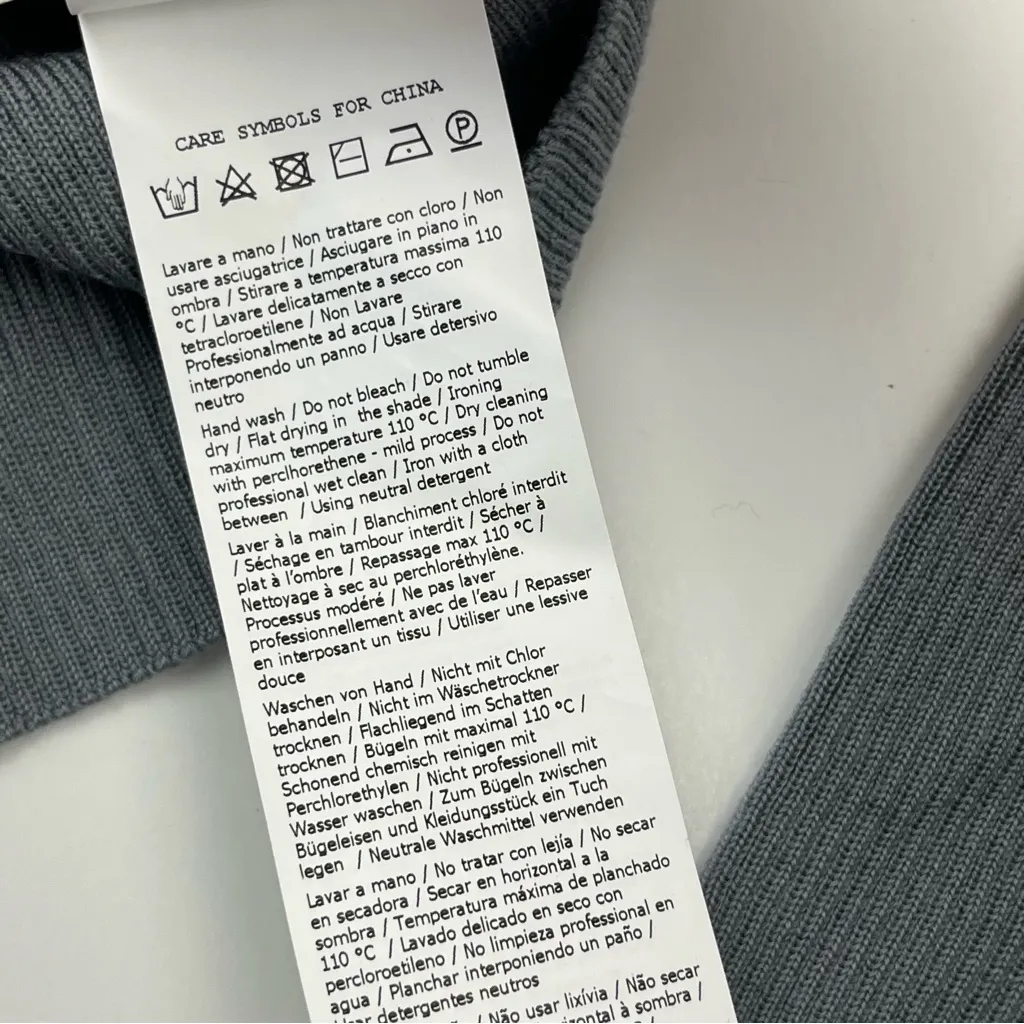 CARE SYMBOLS FOR CHINA
P
Lavare a mano / Non trattare con cloro / Non
usare asciugatrice / Asciugare in piano in
ombra / Stirare a temperatura massima 110
°C / Lavare delicatamente a secco con
tetracloroetilene / Non Lavare
Professionalmente ad acqua / Stirare
interponendo un panno / Usare detersivo
neutro
Hand wash / Do not bleach / Do not tumble
dry / Flat drying in the shade / Ironing
maximum temperature 110 °C / Dry cleaning
with perclhorethene - mild process / Do not
professional wet clean / Iron with a cloth
between / Using neutral detergent
Laver à la main / Blanchiment chloré interdit
/ Séchage en tambour interdit / Sécher à
plat à l'ombre / Repassage max 110 °C /
Nettoyage à sec au perchloréthylène.
Processus modéré / Ne pas laver
professionnellement avec de l'eau / Repasser
en interposant un tissu / Utiliser une lessive
douce
Waschen von Hand / Nicht mit Chlor
behandeln / Nicht im Wäschetrockner
trocknen / Flachliegend im Schatten
trocknen / Bügeln mit maximal 110 °C /
Schonend chemisch reinigen mit
Perchlorethylen / Nicht professionell mit
Wasser waschen / Zum Bügeln zwischen
Bügeleisen und Kleidungsstück ein Tuch
legen / Neutrale Waschmittel verwenden
Lavar a mano / No tratar con lejía / No secar
en secadora / Secar en horizontal a la
sombra / Temperatura máxima de planchado
110 °C / Lavado delicado en seco con
percloroetileno / No limpieza profesional en
agua / Planchar interponiendo un paño /
detergentes neutros
/ Não usar lixívia / Não secar
à sombra /